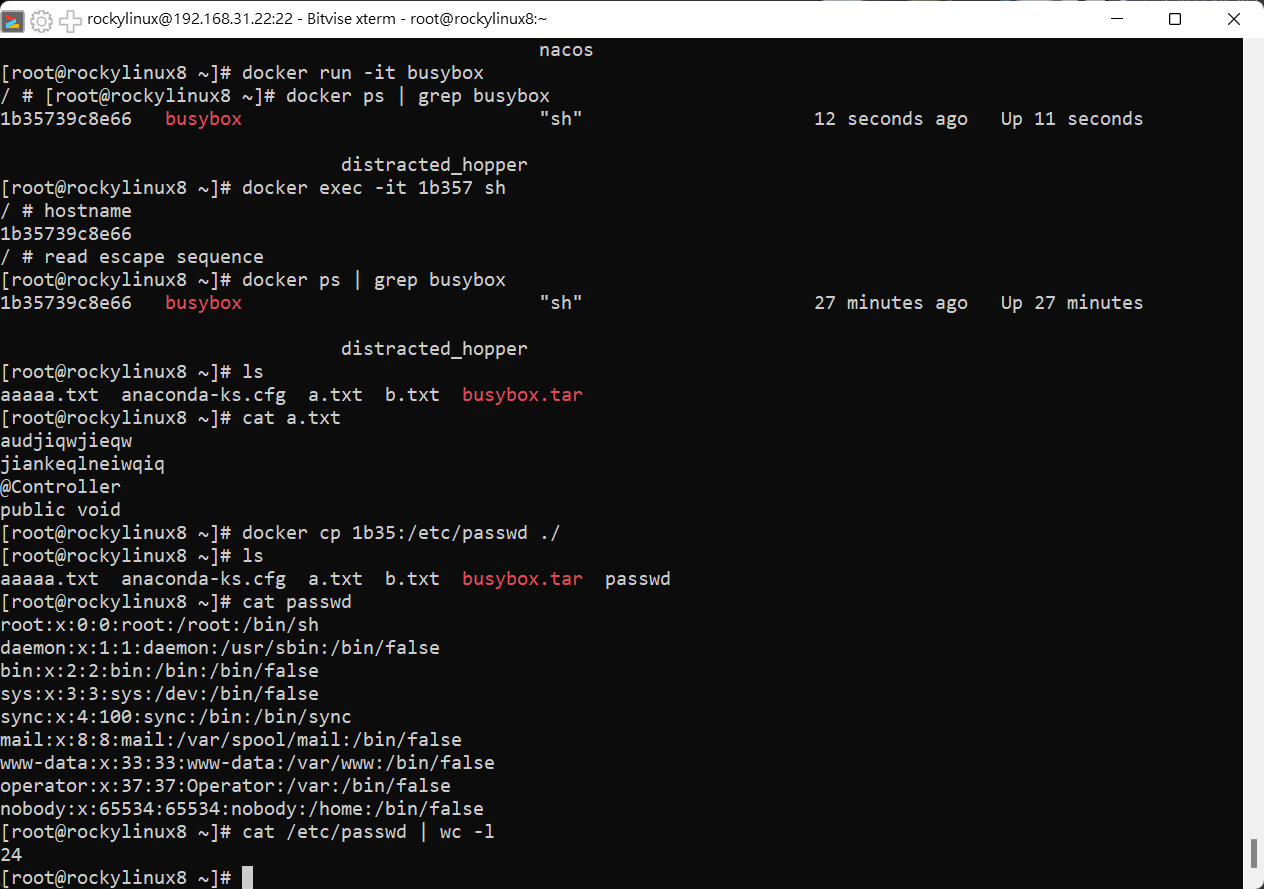 rockylinux@192.168.31.22:22 - Bitvise xterm - root@rockylinux8:~
nacos
[root@rockylinux8 ~]# docker run -it busybox
/ # [root@rockylinux8 ~]# docker ps | grep busybox
1b35739c8e66   busybox                           "sh"                     12 seconds ago   Up 11 seconds
distracted_hopper
[root@rockylinux8 ~]# docker exec -it 1b357 sh
/ # hostname
1b35739c8e66
/ # read escape sequence
[root@rockylinux8 ~]# docker ps | grep busybox
1b35739c8e66   busybox                           "sh"                     27 minutes ago   Up 27 minutes
distracted_hopper
[root@rockylinux8 ~]# ls
aaaaa.txt  anaconda-ks.cfg  a.txt  b.txt  busybox.tar
[root@rockylinux8 ~]# cat a.txt
audjiqwjieqw
jiankeqlneiwqiq
@Controller
public void
[root@rockylinux8 ~]# docker cp 1b35:/etc/passwd ./
[root@rockylinux8 ~]# ls
aaaaa.txt  anaconda-ks.cfg  a.txt  b.txt  busybox.tar  passwd
[root@rockylinux8 ~]# cat passwd
root:x:0:0:root:/root:/bin/sh
daemon:x:1:1:daemon:/usr/sbin:/bin/false
bin:x:2:2:bin:/bin:/bin/false
sys:x:3:3:sys:/dev:/bin/false
sync:x:4:100:sync:/bin:/bin/sync
mail:x:8:8:mail:/var/spool/mail:/bin/false
www-data:x:33:33:www-data:/var/www:/bin/false
operator:x:37:37:Operator:/var:/bin/false
nobody:x:65534:65534:nobody:/home:/bin/false
[root@rockylinux8 ~]# cat /etc/passwd | wc -l
24
[root@rockylinux8 ~]#